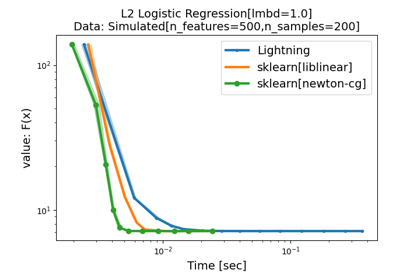 L2 Logistic Regression[lmbd=1.0]
Data: Simulated[n_features=500,n_samples=200]
Lightning
sklearn[liblinear]
sklearn[newton-cg]
10²
10¹
value: F(x)
10⁻²
10⁻¹
Time [sec]